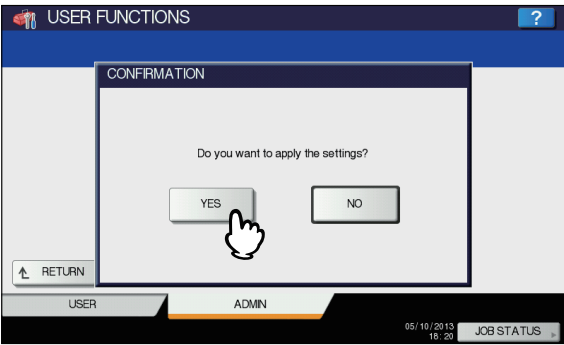 USER FUNCTIONS
?
CONFIRMATION
Do you want to apply the settings?
YES
NO
RETURN
USER
ADMIN
05/10/2013
18:20
JOB STATUS